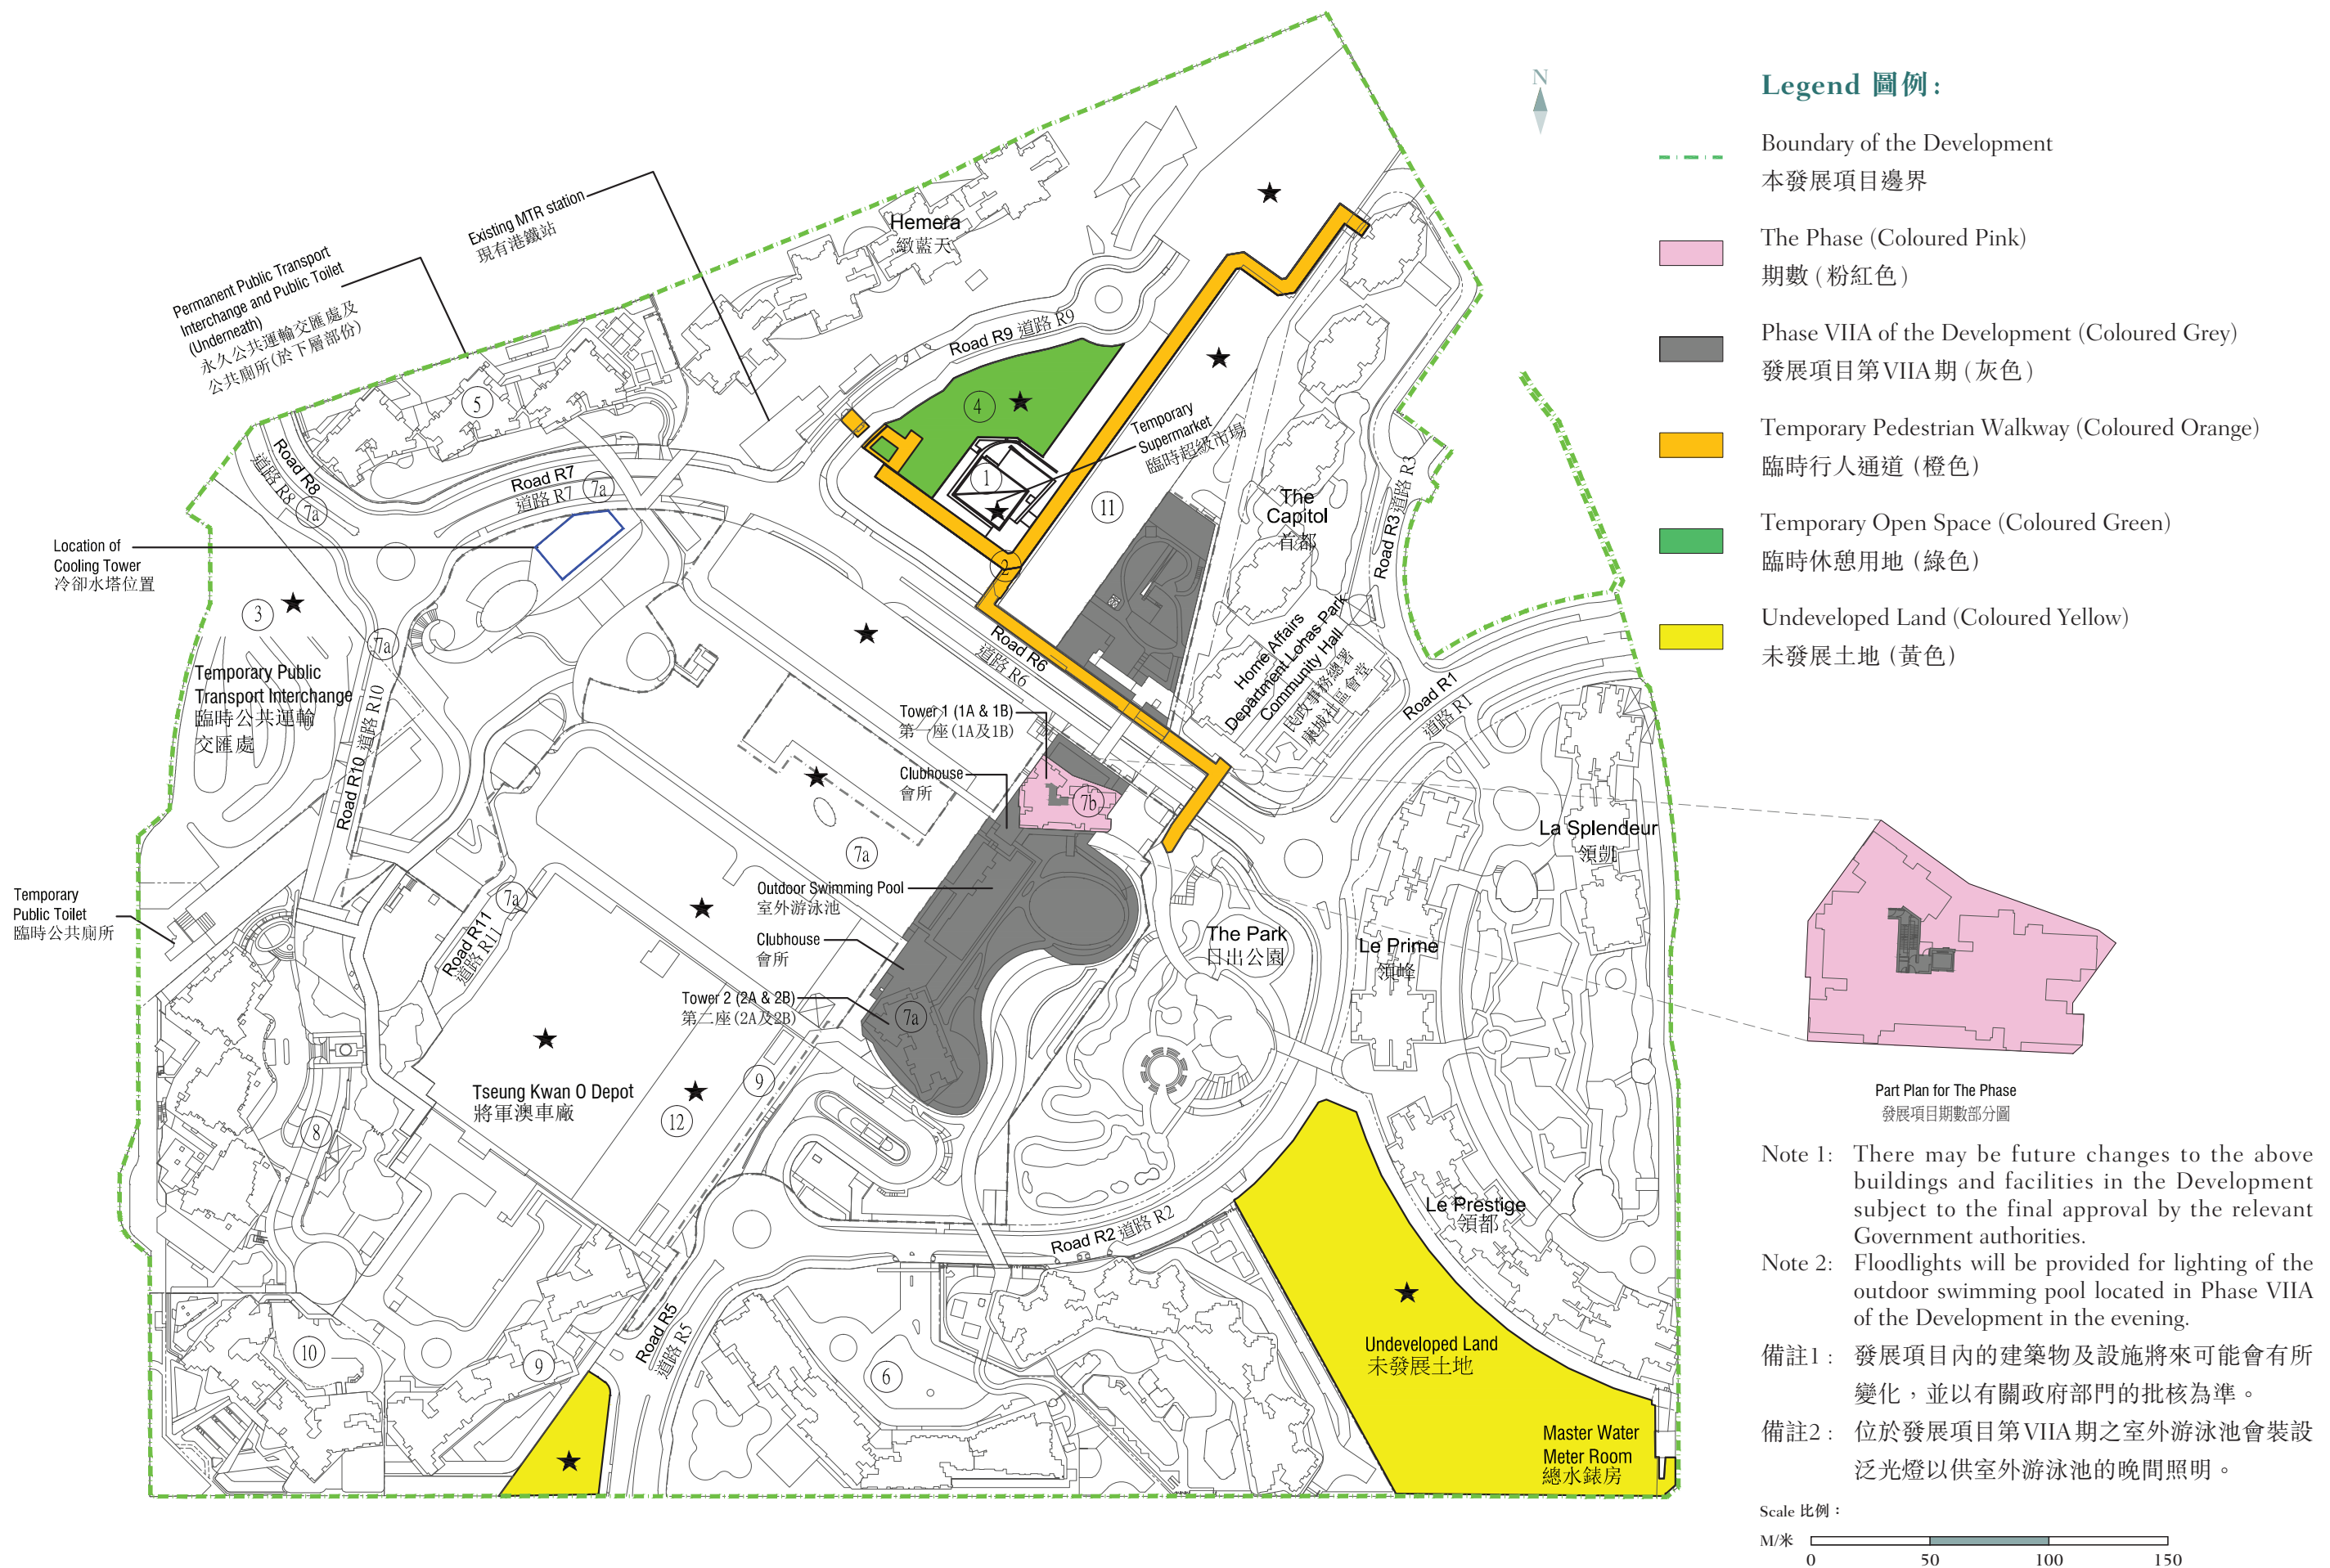 N
Legend 圖例：
Boundary of the Development
本發展項目邊界
The Phase (Coloured Pink)
期數（粉紅色）
Phase VIIA of the Development (Coloured Grey)
發展項目第VIIA期（灰色）
Temporary Pedestrian Walkway (Coloured Orange)
臨時行人通道（橙色）
Temporary Open Space (Coloured Green)
臨時休憩用地（綠色）
Undeveloped Land (Coloured Yellow)
未發展土地（黃色）
Permanent Public Transport
Interchange and Public Toilet
(Underneath)
永久公共運輸交匯處及
公共廁所(於下層部份)
Existing MTR station
現有港鐵站
Hemera
緻藍天
Road R9 道路 R9
5
4
Road R8
道路 R8
7a
Road R7
道路 R7
7a
Temporary
Supermarket
臨時超級市場
1
11
2
The
Capitol
首都
Road R3 道路 R3
Location of
Cooling Tower
冷卻水塔位置
3
7a
Temporary Public
Transport Interchange
臨時公共運輸
交匯處
Road R10 道路 R10
Road R6
道路 R6
Home Affairs
Department Lohas Park
Community Hall
民政事務總署
康城社區會堂
Road R1
道路 R1
Tower 1 (1A & 1B)
第一座(1A及1B)
Clubhouse
會所
7b
7a
La Splendeur
領凱
Outdoor Swimming Pool
室外游泳池
Temporary
Public Toilet
臨時公共廁所
7a
Road R11
道路 R11
Clubhouse
會所
The Park
日出公園
Le Prime
領峰
Tower 2 (2A & 2B)
第二座(2A及2B)
7a
Tseung Kwan O Depot
將軍澳車廠
9
12
8
Part Plan for The Phase
發展項目期數部分圖
Le Prestige
領都
Road R2 道路 R2
Road R5
道路 R5
10
9
6
Undeveloped Land
未發展土地
Master Water
Meter Room
總水錶房
Note 1: There may be future changes to the above
buildings and facilities in the Development
subject to the final approval by the relevant
Government authorities.
Note 2: Floodlights will be provided for lighting of the
outdoor swimming pool located in Phase VIIA
of the Development in the evening.
備註1： 發展項目內的建築物及設施將來可能會有所
變化，並以有關政府部門的批核為準。
備註2： 位於發展項目第VIIA期之室外游泳池會裝設
泛光燈以供室外游泳池的晚間照明。
Scale 比例：
M/米
0 50 100 150